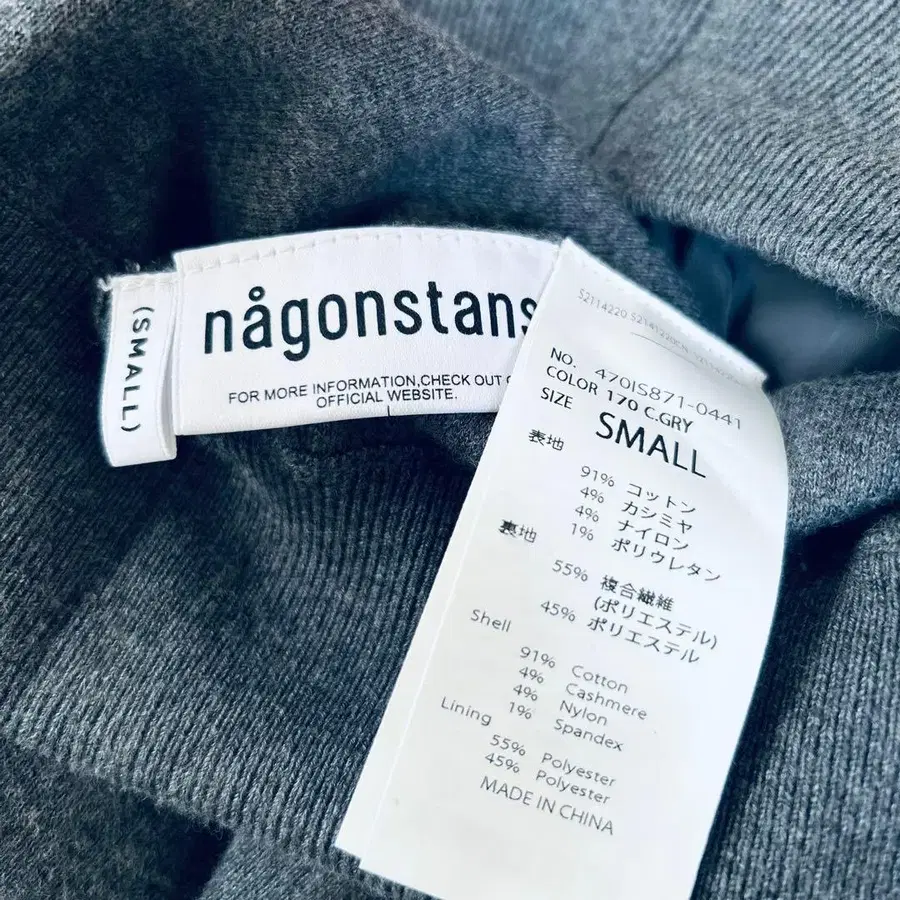 (SMALL)
någonstans
FOR MORE INFORMATION,CHECK OUT
OFFICIAL WEBSITE.
NO. 470IS871-0441
COLOR 170 C.GRY
SIZE SMALL
表地
91% コットン
4% カシミヤ
4% ナイロン
1% ポリウレタン
裏地
55% 複合繊維
(ポリエステル)
45% ポリエステル
Shell
91% Cotton
4% Cashmere
4% Nylon
1% Spandex
Lining
55% Polyester
45% Polyester
MADE IN CHINA